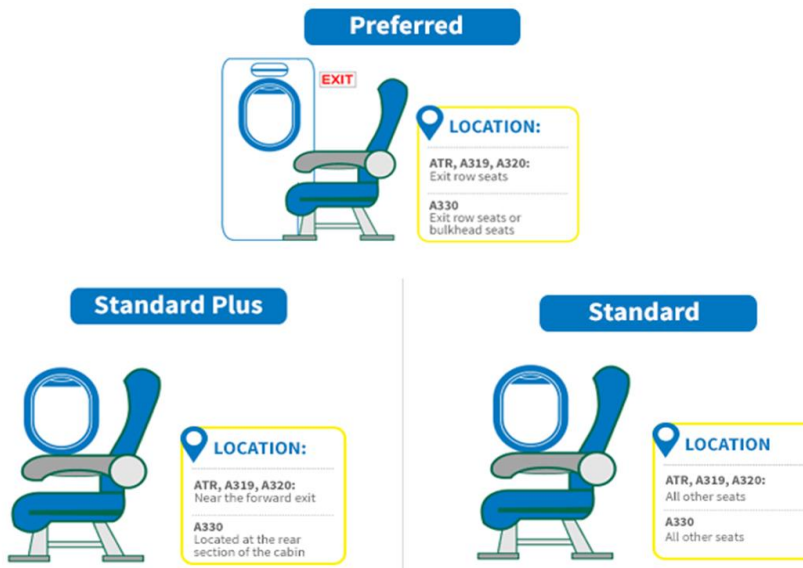 Preferred
EXIT
LOCATION:
ATR, A319, A320:
Exit row seats
A330
Exit row seats or
bulkhead seats
Standard Plus
LOCATION:
ATR, A319, A320:
Near the forward exit
A330
Located at the rear
section of the cabin
Standard
LOCATION
ATR, A319, A320:
All other seats
A330
All other seats